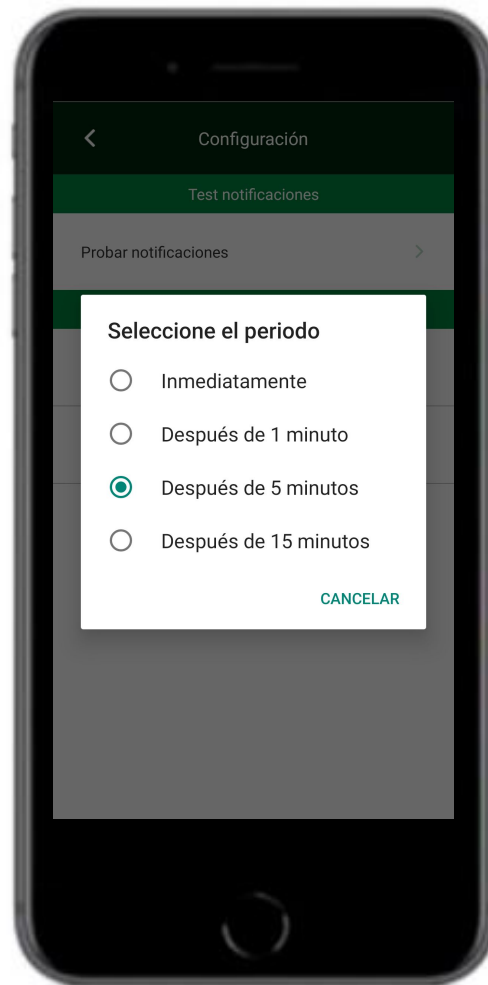 Configuración
Test notificaciones
Probar notificaciones
Seleccione el periodo
Inmediatamente
Después de 1 minuto
Después de 5 minutos
Después de 15 minutos
CANCELAR